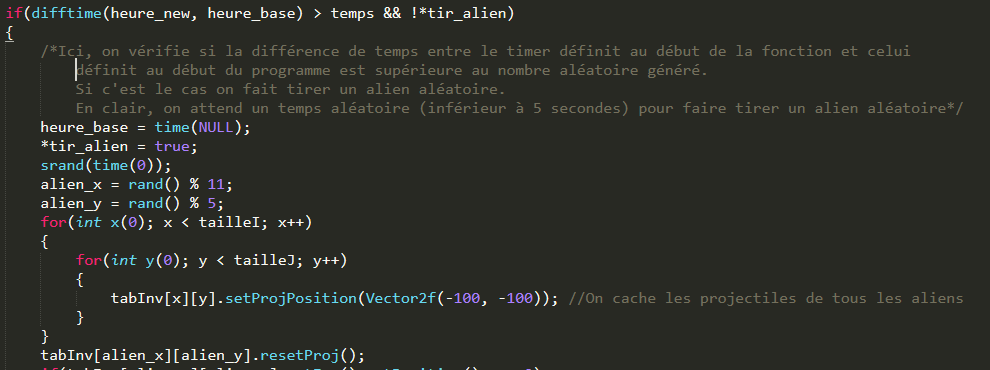 if(difftime(heure_new, heure_base) > temps && !*tir_alien)
{
/*Ici, on vérifie si la différence de temps entre le timer définit au début de la fonction et celui
définit au début du programme est supérieure au nombre aléatoire généré.
Si c'est le cas on fait tirer un alien aléatoire.
En clair, on attend un temps aléatoire (inférieur à 5 secondes) pour faire tirer un alien aléatoire*/
heure_base = time(NULL);
*tir_alien = true;
srand(time(0));
alien_x = rand() % 11;
alien_y = rand() % 5;
for(int x(0); x < tailleI; x++)
{
for(int y(0); y < tailleJ; y++)
{
tabInv[x][y].setProjPosition(Vector2f(-100, -100)); //On cache les projectiles de tous les aliens
}
}
tabInv[alien_x][alien_y].resetProj();